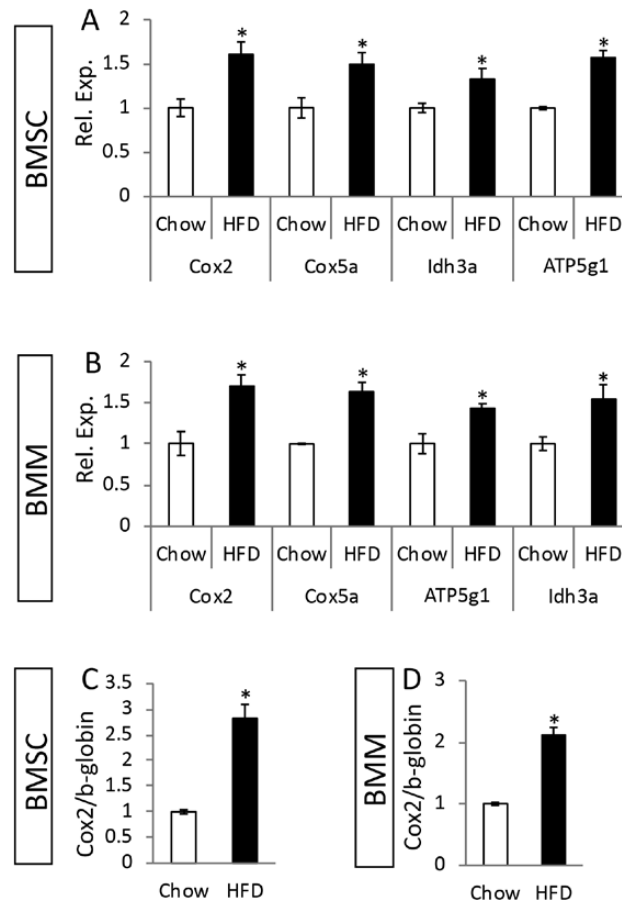 A
BMSC
Rel. Exp.
2
1.5
1
0.5
0
* * * *
Chow HFD Chow HFD Chow HFD Chow HFD
Cox2 Cox5a Idh3a ATP5g1
B
BMM
Rel. Exp.
2
1.5
1
0.5
0
* * * *
Chow HFD Chow HFD Chow HFD Chow HFD
Cox2 Cox5a ATP5g1 Idh3a
C
BMSC
Cox2/b-globin
3.5
3
2.5
2
1.5
1
0.5
0
*
Chow HFD
D
BMM
Cox2/b-globin
3
2
1
0
*
Chow HFD